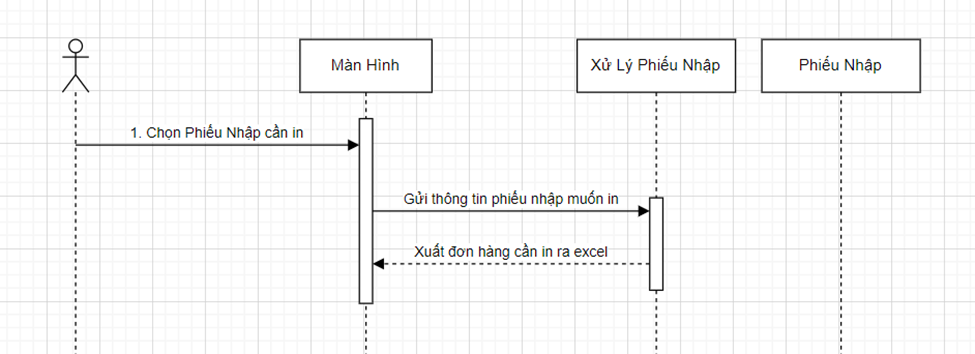 Màn Hình
Xử Lý Phiếu Nhập
Phiếu Nhập
1. Chọn Phiếu Nhập cần in
Gửi thông tin phiếu nhập muốn in
Xuất đơn hàng cần in ra excel